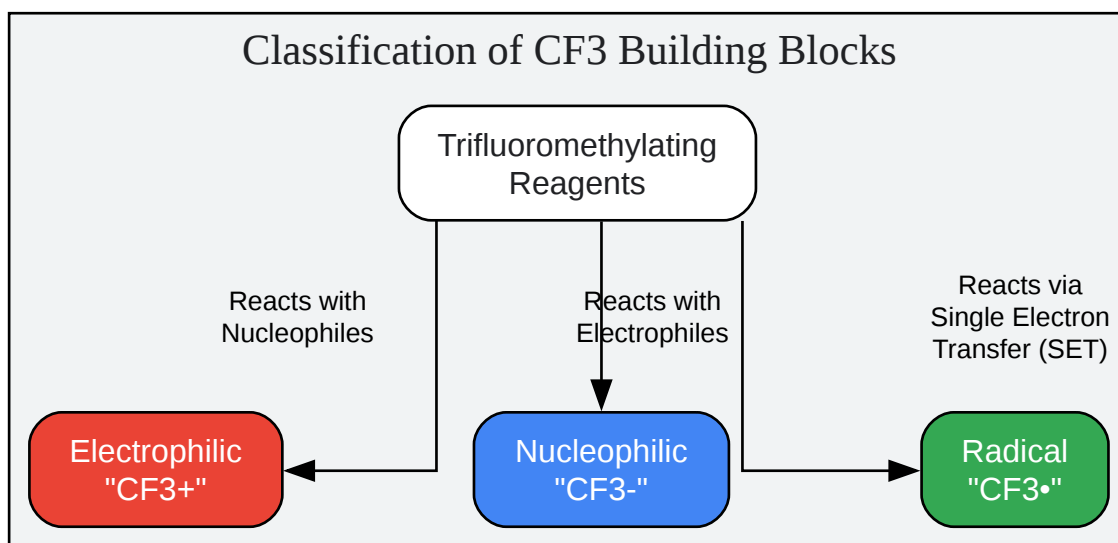 Classification of CF3 Building Blocks
Trifluoromethylating
Reagents
Reacts with
Nucleophiles
Reacts with
Electrophiles
Reacts via
Single Electron
Transfer (SET)
Electrophilic
"CF3+"
Nucleophilic
"CF3-"
Radical
"CF3•"